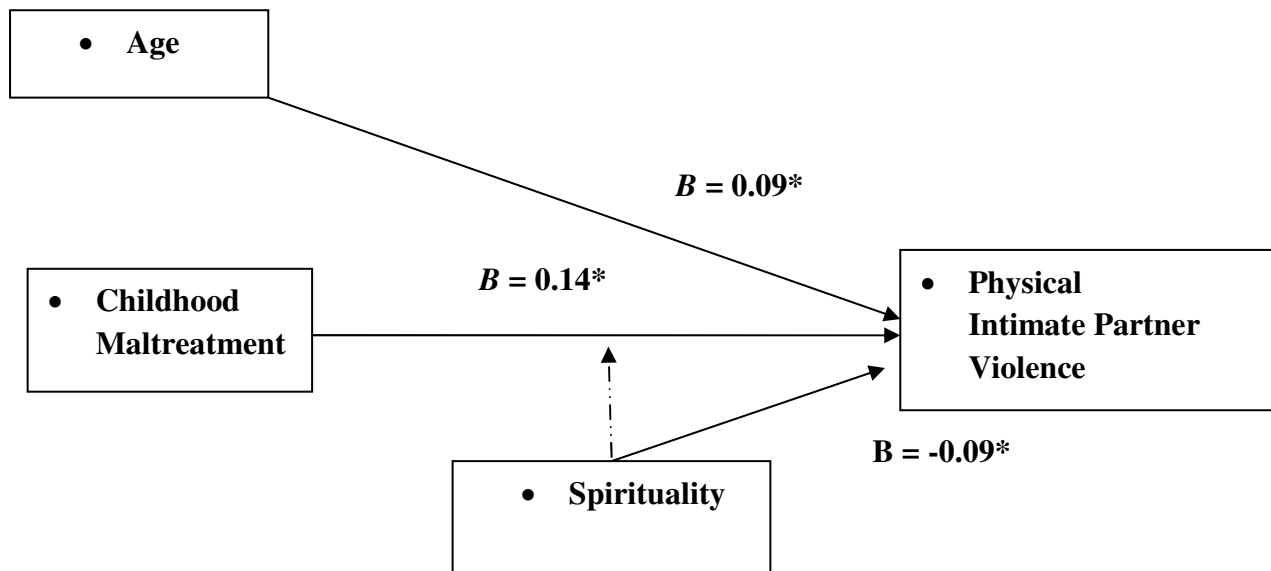 • Age
B = 0.09*
B = 0.14*
• Childhood
Maltreatment
• Physical
Intimate Partner
Violence
B = -0.09*
• Spirituality